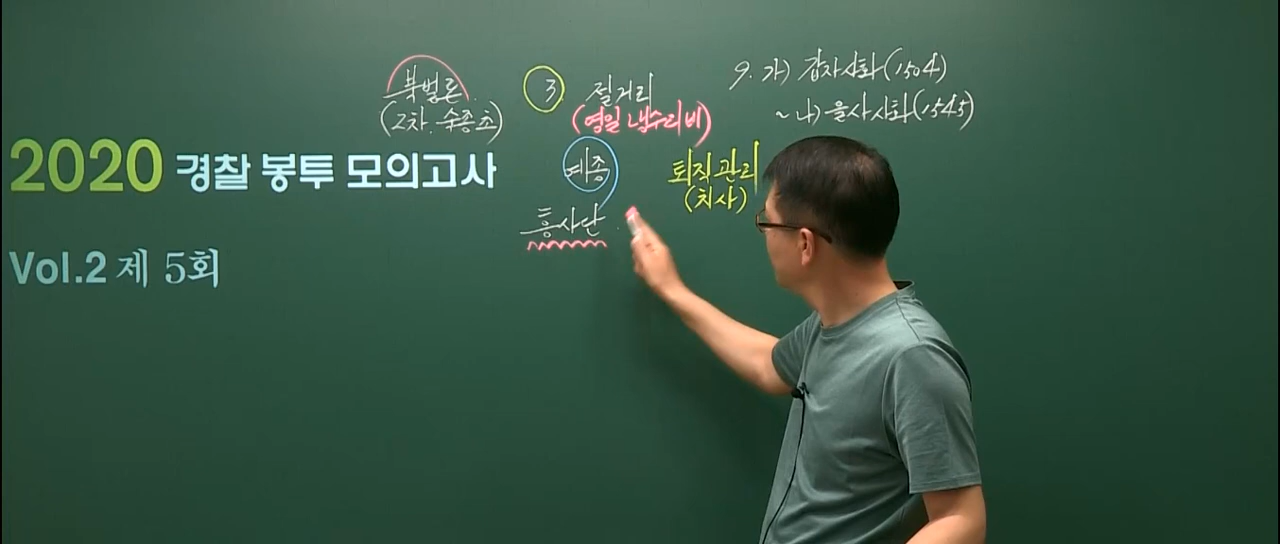 북벌론
(2차. 숙종 초)
③ 절거리
(영일 냉수리비)
예종
흥사단
퇴직관리
(치사)
9. 가) 갑자사화(1504)
~ 나) 을사사화(1545)
2020 경찰 봉투 모의고사
Vol.2 제 5회